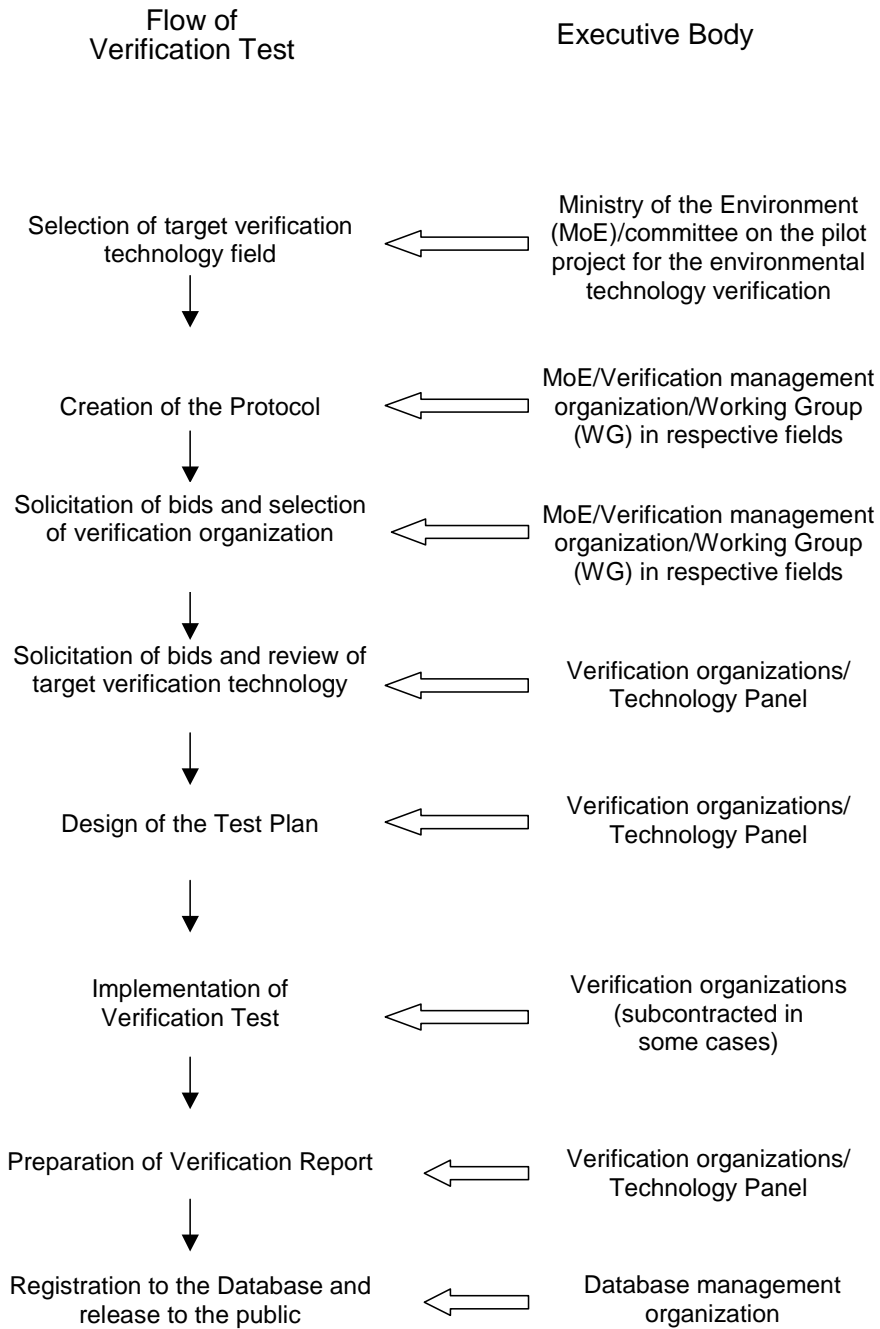 Flow of
Verification Test
Executive Body
Selection of target verification
technology field
Ministry of the Environment
(MoE)/committee on the pilot
project for the environmental
technology verification
Creation of the Protocol
MoE/Verification management
organization/Working Group
(WG) in respective fields
Solicitation of bids and selection
of verification organization
MoE/Verification management
organization/Working Group
(WG) in respective fields
Solicitation of bids and review of
target verification technology
Verification organizations/
Technology Panel
Design of the Test Plan
Verification organizations/
Technology Panel
Implementation of
Verification Test
Verification organizations
(subcontracted in
some cases)
Preparation of Verification Report
Verification organizations/
Technology Panel
Registration to the Database and
release to the public
Database management
organization